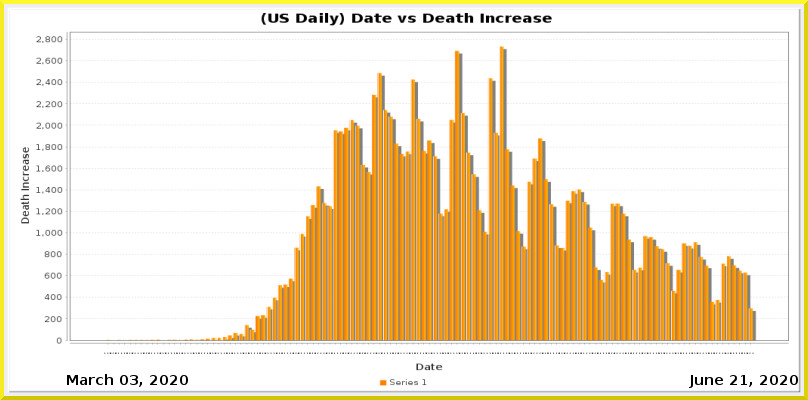 (US Daily) Date vs Death Increase
Death Increase
2,800
2,600
2,400
2,200
2,000
1,800
1,600
1,400
1,200
1,000
800
600
400
200
0
Date
March 03, 2020
Series 1
June 21, 2020